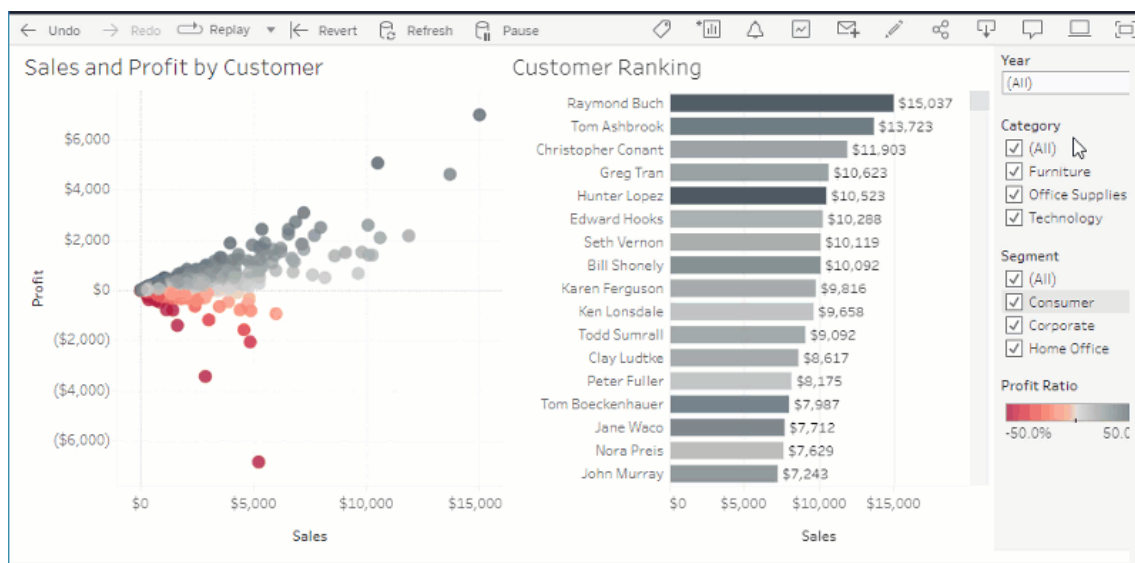 Undo Redo Replay Revert Refresh Pause
Sales and Profit by Customer
Profit
$6,000
$4,000
$2,000
$0
($2,000)
($4,000)
($6,000)
$0 $5,000 $10,000 $15,000
Sales
Customer Ranking
Raymond Buch $15,037
Tom Ashbrook $13,723
Christopher Conant $11,903
Greg Tran $10,623
Hunter Lopez $10,523
Edward Hooks $10,288
Seth Vernon $10,119
Bill Shonely $10,092
Karen Ferguson $9,816
Ken Lonsdale $9,658
Todd Sumrall $9,092
Clay Ludtke $8,617
Peter Fuller $8,175
Tom Boeckenhauer $7,987
Jane Waco $7,712
Nora Preis $7,629
John Murray $7,243
$0 $5,000 $10,000 $15,000
Sales
Year
(All)
Category
(All)
Furniture
Office Supplies
Technology
Segment
(All)
Consumer
Corporate
Home Office
Profit Ratio
-50.0% 50.0